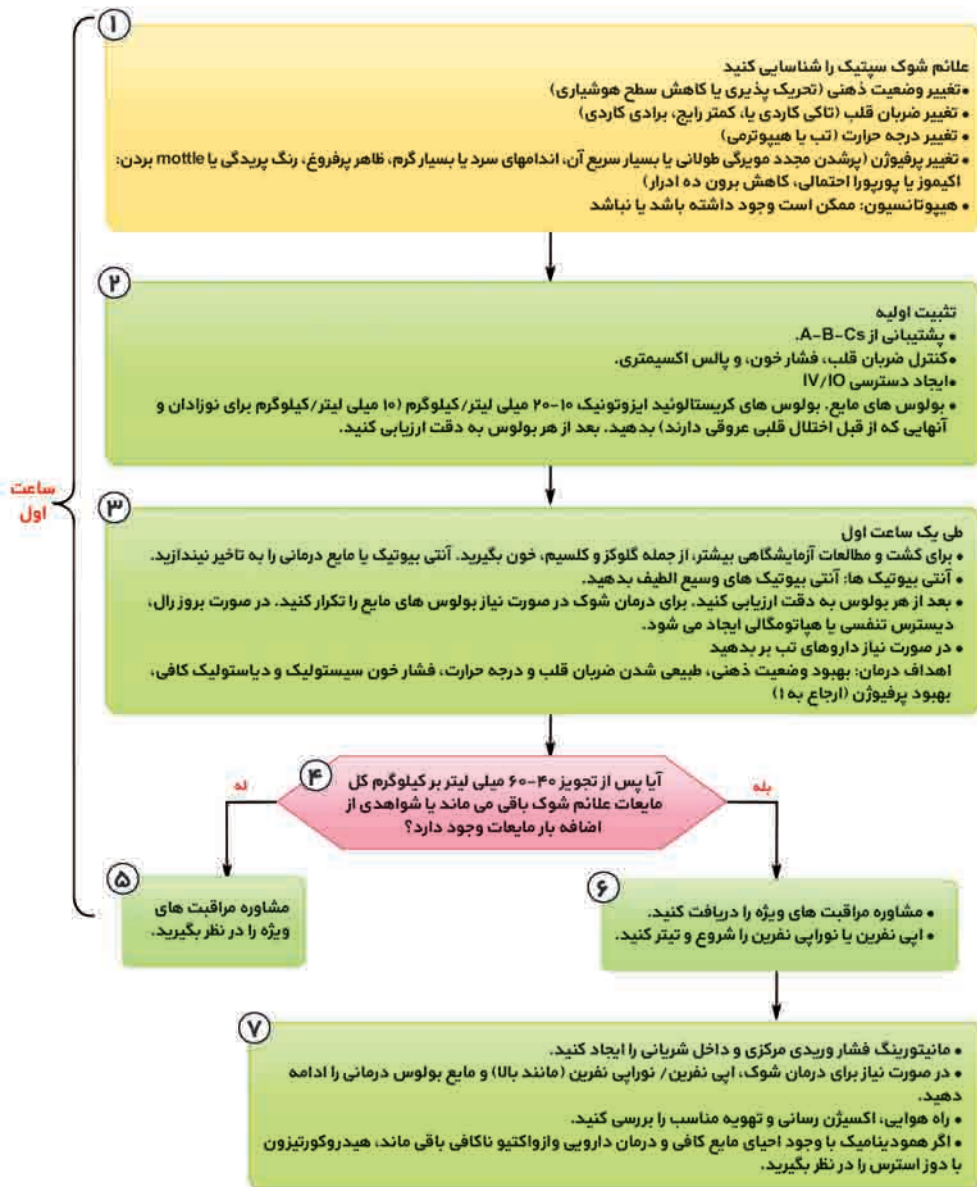 ۱
علائم شوک سپتیک را شناسایی کنید
•تغییر وضعیت ذهنی (تحریک پذیری یا کاهش سطح هوشیاری)
• تغییر ضربان قلب (تاکی کاردی یا، کمتر رایج، برادی کاردی)
• تغییر درجه حرارت (تب یا هیپوترمی)
• تغییر پرفیوژن (پرشدن مجدد مویرگی طولانی یا بسیار سریع آن، اندامهای سرد یا بسیار گرم، ظاهر پرفروغ، رنگ پریدگی یا mottle بردن:
اکیموز یا پورپورا احتمالی، کاهش برون ده ادرار)
• هیپوتانسیون: ممکن است وجود داشته باشد یا نباشد
۲
تثبیت اولیه
• پشتیبانی از A-B-Cs.
•کنترل ضربان قلب، فشار خون، و پالس اکسیمتری.
•ایجاد دسترسی IV/IO
• بولوس های مایع. بولوس های کریستالوئید ایزوتونیک ۱۰-۲۰ میلی لیتر/کیلوگرم (۱۰ میلی لیتر/کیلوگرم برای نوزادان و
آنهایی که از قبل اختلال قلبی عروقی دارند) بدهید. بعد از هر بولوس به دقت ارزیابی کنید.
ساعت
اول
۳
طی یک ساعت اول
• برای کشت و مطالعات آزمایشگاهی بیشتر، از جمله گلوکز و کلسیم، خون بگیرید. آنتی بیوتیک یا مایع درمانی را به تاخیر نیندازید.
• آنتی بیوتیک ها: آنتی بیوتیک های وسیع الطیف بدهید.
• بعد از هر بولوس به دقت ارزیابی کنید. برای درمان شوک در صورت نیاز بولوس های مایع را تکرار کنید. در صورت بروز رال،
دیسترس تنفسی یا هپاتومگالی ایجاد می شود.
• در صورت نیاز داروهای تب بر بدهید
اهداف درمان: بهبود وضعیت ذهنی، طبیعی شدن ضربان قلب و درجه حرارت، فشار خون سیستولیک و دیاستولیک کافی،
بهبود پرفیوژن (ارجاع به ۱)
۴
آیا پس از تجویز ۴۰-۶۰ میلی لیتر بر کیلوگرم کل
مایعات علائم شوک باقی می ماند یا شواهدی از
اضافه بار مایعات وجود دارد؟
بله
له
۵
مشاوره مراقبت های
ویژه را در نظر بگیرید.
۶
• مشاوره مراقبت های ویژه را دریافت کنید.
• اپی نفرین یا نوراپی نفرین را شروع و تیتر کنید.
۷
• مانیتورینگ فشار وریدی مرکزی و داخل شریانی را ایجاد کنید.
• در صورت نیاز برای درمان شوک، اپی نفرین/ نوراپی نفرین (مانند بالا) و مایع بولوس درمانی را ادامه
دهید.
• راه هوایی، اکسیژن رسانی و تهویه مناسب را بررسی کنید.
• اگر همودینامیک با وجود احیای مایع کافی و درمان دارویی وازواکتیو ناکافی باقی ماند، هیدروکورتیزون
با دوز استرس را در نظر بگیرید.